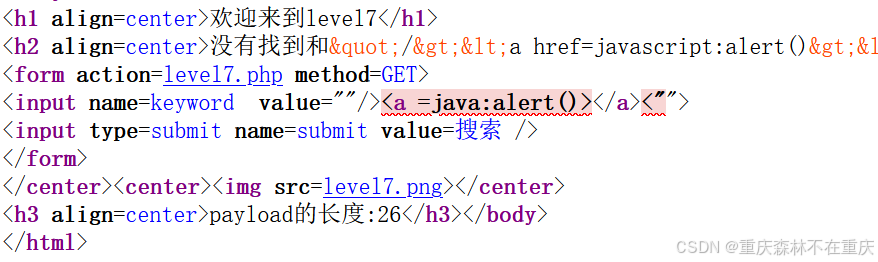 <h1 align=center>欢迎来到level7</h1>
<h2 align=center>没有找到和&quot;/&gt;&lt;a href=javascript:alert()&gt;&l
<form action=level7.php method=GET>
<input name=keyword  value=""/><a =java:alert()></a><"">
<input type=submit name=submit value=搜索 />
</form>
</center><center><img src=level7.png></center>
<h3 align=center>payload的长度:26</h3></body>
</html>
CSDN @重庆森林不在重庆